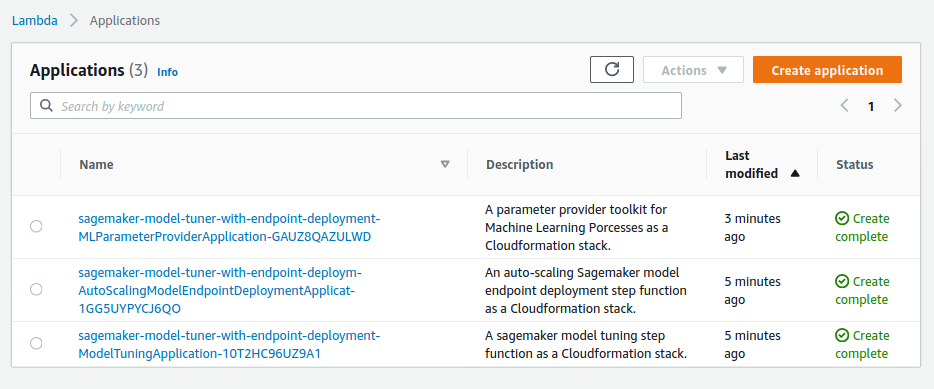 Lambda > Applications
Applications (3) Info
Actions
Create application
Search by keyword
1
Name
Description
Last
modified
Status
sagemaker-model-tuner-with-endpoint-deployment-
MLParameterProviderApplication-GAUZ8QAZULWD
A parameter provider toolkit for
Machine Learning Porcesses as a
Cloudformation stack.
3 minutes
ago
Create
complete
sagemaker-model-tuner-with-endpoint-deploym-
AutoScalingModelEndpointDeploymentApplicat-
1GG5UYPYCJ6QO
An auto-scaling Sagemaker model
endpoint deployment step function
as a Cloudformation stack.
5 minutes
ago
Create
complete
sagemaker-model-tuner-with-endpoint-deployment-
ModelTuningApplication-10T2HC96UZ9A1
A sagemaker model tuning step
function as a Cloudformation stack.
5 minutes
ago
Create
complete